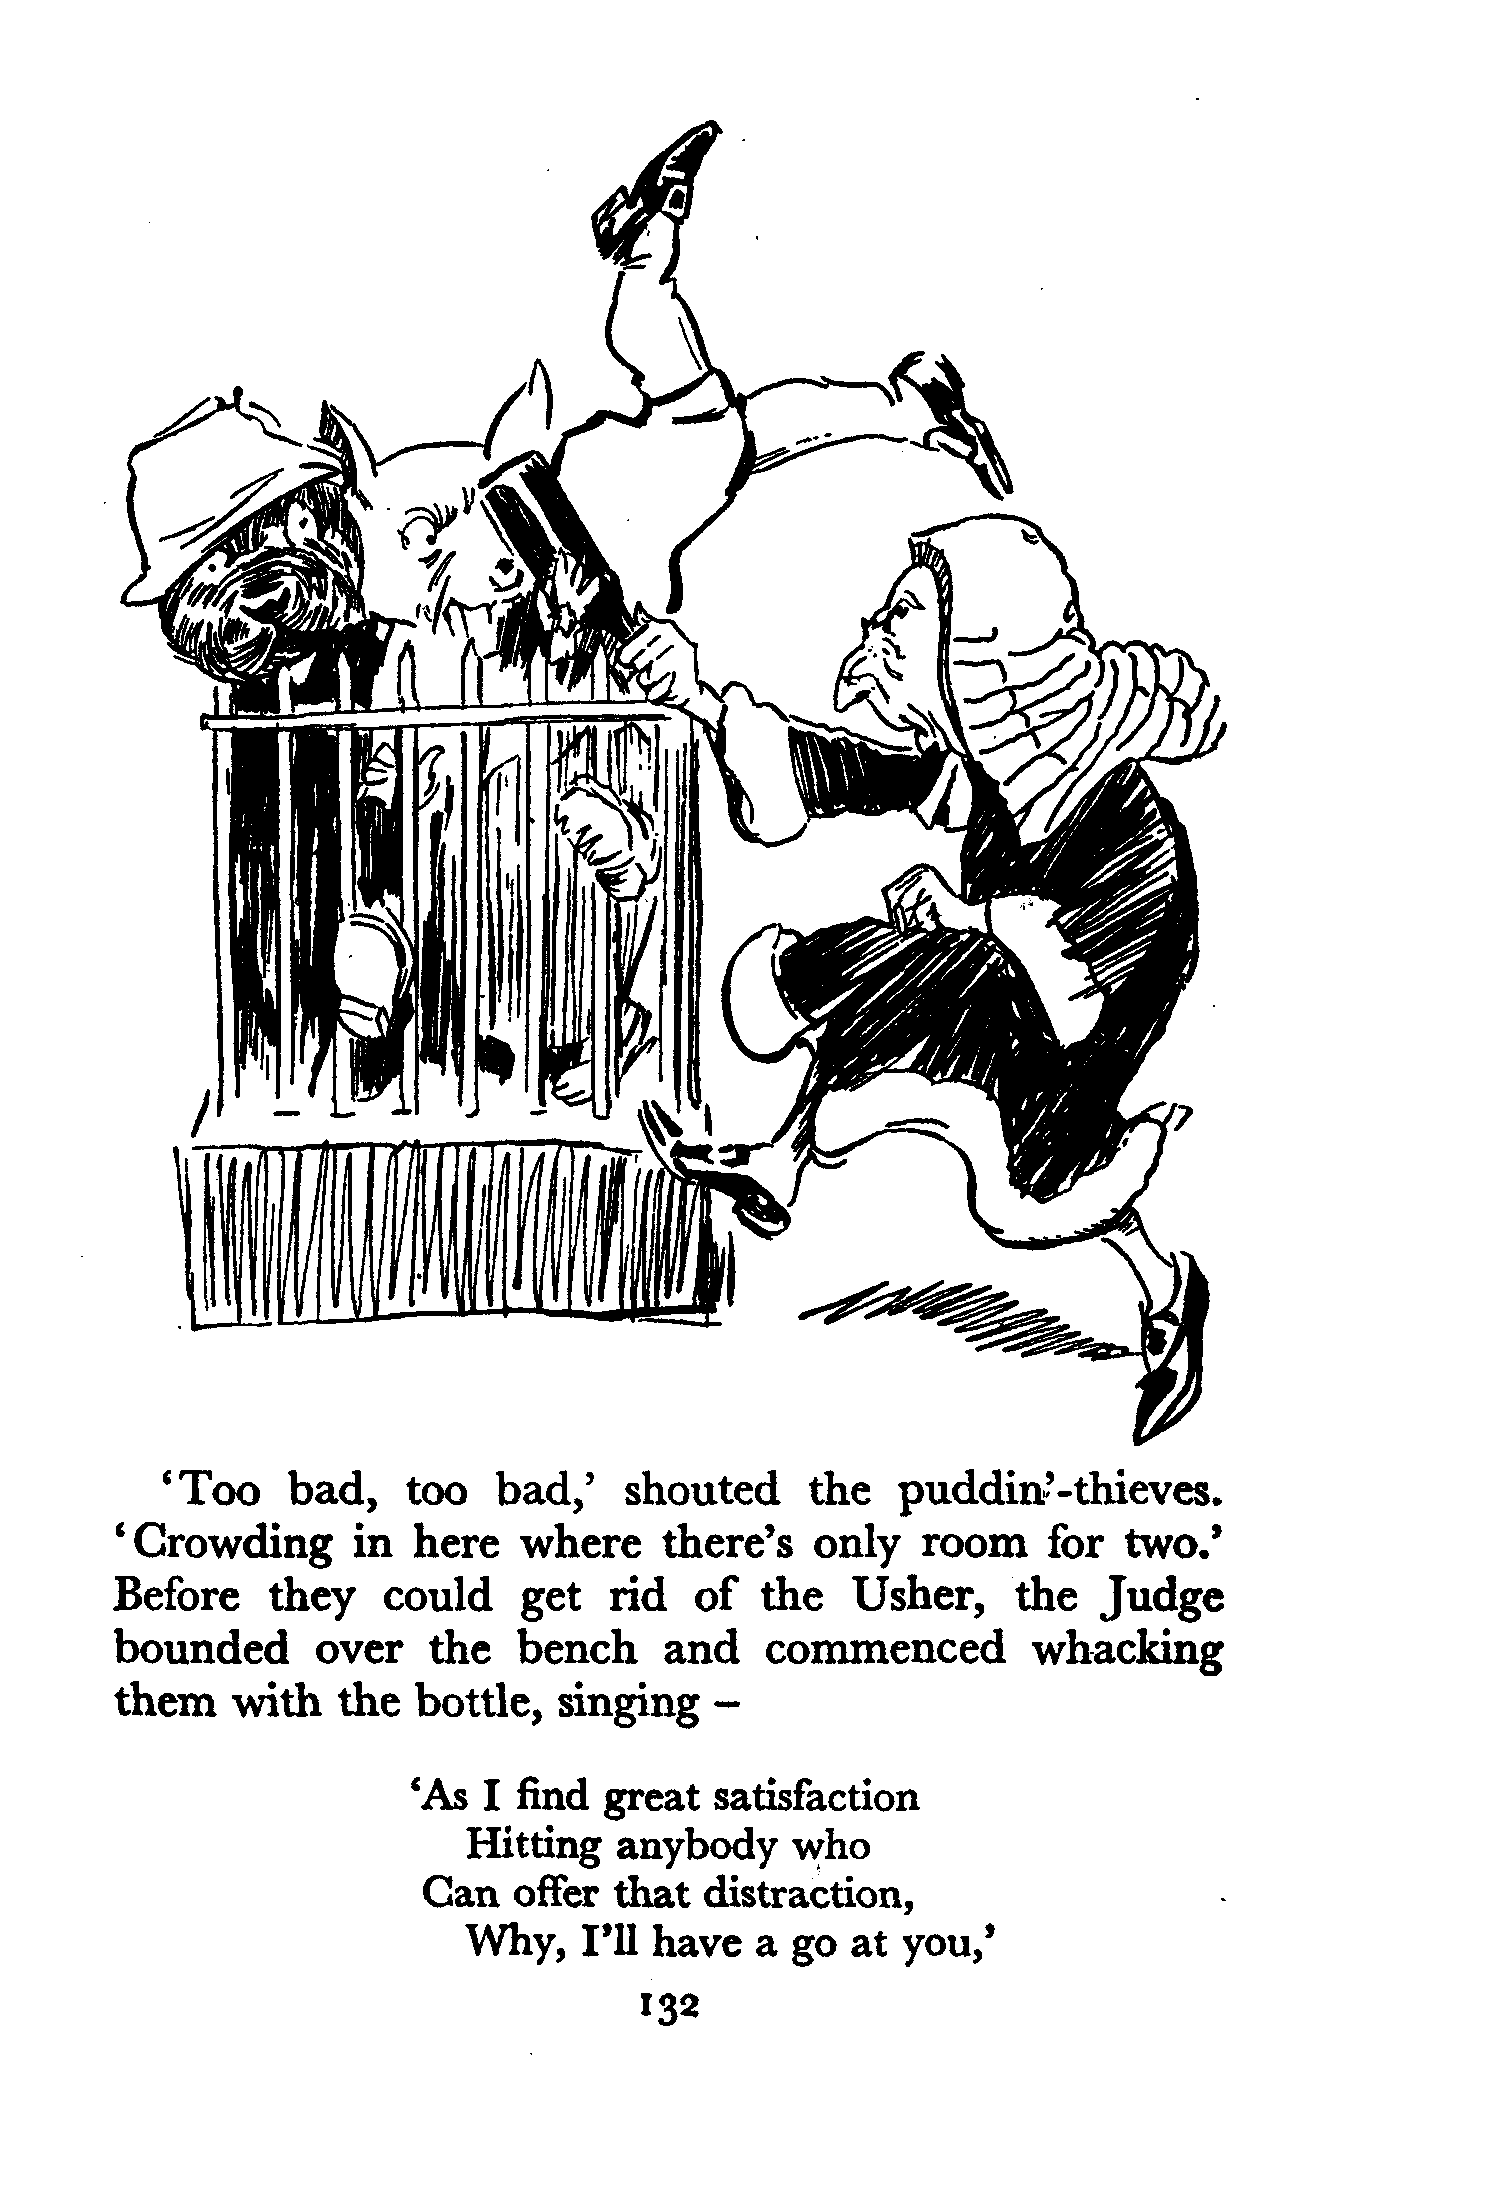 ‘Too bad, too bad,’ shouted the puddin’-thieves.
‘Crowding in here where there’s only room for two.’
Before they could get rid of the Usher, the Judge
bounded over the bench and commenced whacking
them with the bottle, singing –
‘As I find great satisfaction
Hitting anybody who
Can offer that distraction,
Why, I’ll have a go at you,’
132